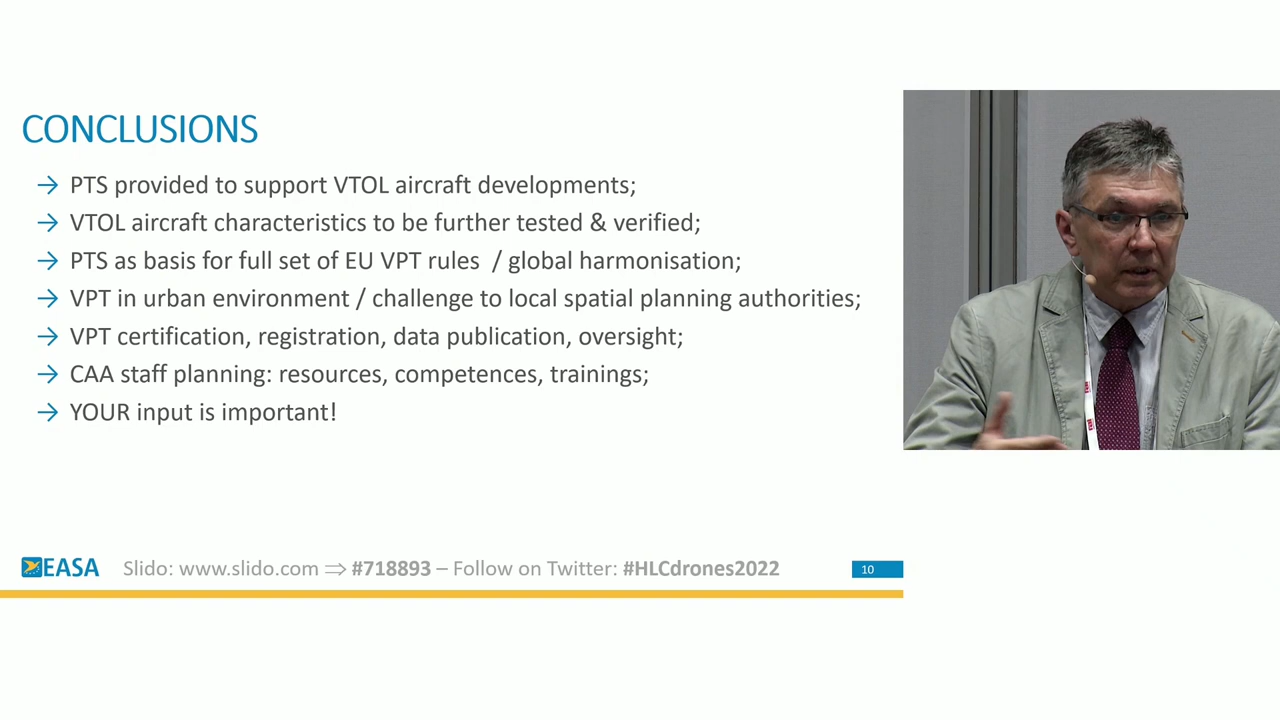 CONCLUSIONS
→ PTS provided to support VTOL aircraft developments;
→ VTOL aircraft characteristics to be further tested & verified;
→ PTS as basis for full set of EU VPT rules / global harmonisation;
→ VPT in urban environment / challenge to local spatial planning authorities;
→ VPT certification, registration, data publication, oversight;
→ CAA staff planning: resources, competences, trainings;
→ YOUR input is important!
EASA Slido: www.slido.com ⇒ #718893 – Follow on Twitter: #HLCdrones2022 10